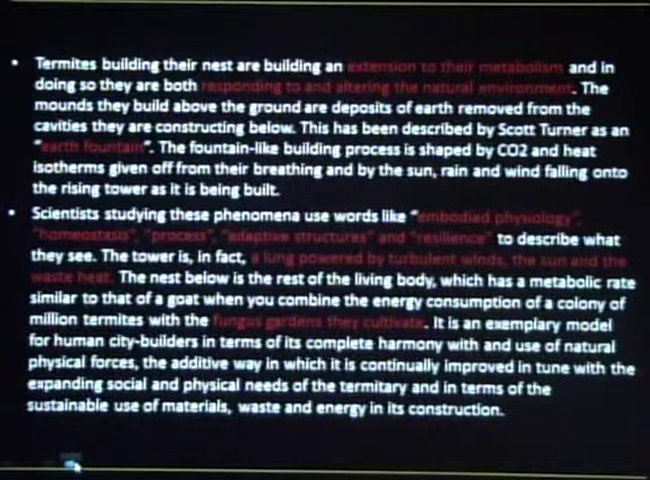 • Termites building their nest are building an extension to their metabolism and in
doing so they are both responding to and altering the natural environment. The
mounds they build above the ground are deposits of earth removed from the
cavities they are constructing below. This has been described by Scott Turner as an
"earth fountain". The fountain-like building process is shaped by CO2 and heat
isotherms given off from their breathing and by the sun, rain and wind falling onto
the rising tower as it is being built.
• Scientists studying these phenomena use words like "embodied physiology",
"homeostasis", "process", "adaptive structures" and "resilience" to describe what
they see. The tower is, in fact, a lung powered by turbulent winds, the sun and the
waste heat. The nest below is the rest of the living body, which has a metabolic rate
similar to that of a goat when you combine the energy consumption of a colony of
million termites with the fungus gardens they cultivate. It is an exemplary model
for human city-builders in terms of its complete harmony with and use of natural
physical forces, the additive way in which it is continually improved in tune with the
expanding social and physical needs of the termitary and in terms of the
sustainable use of materials, waste and energy in its construction.